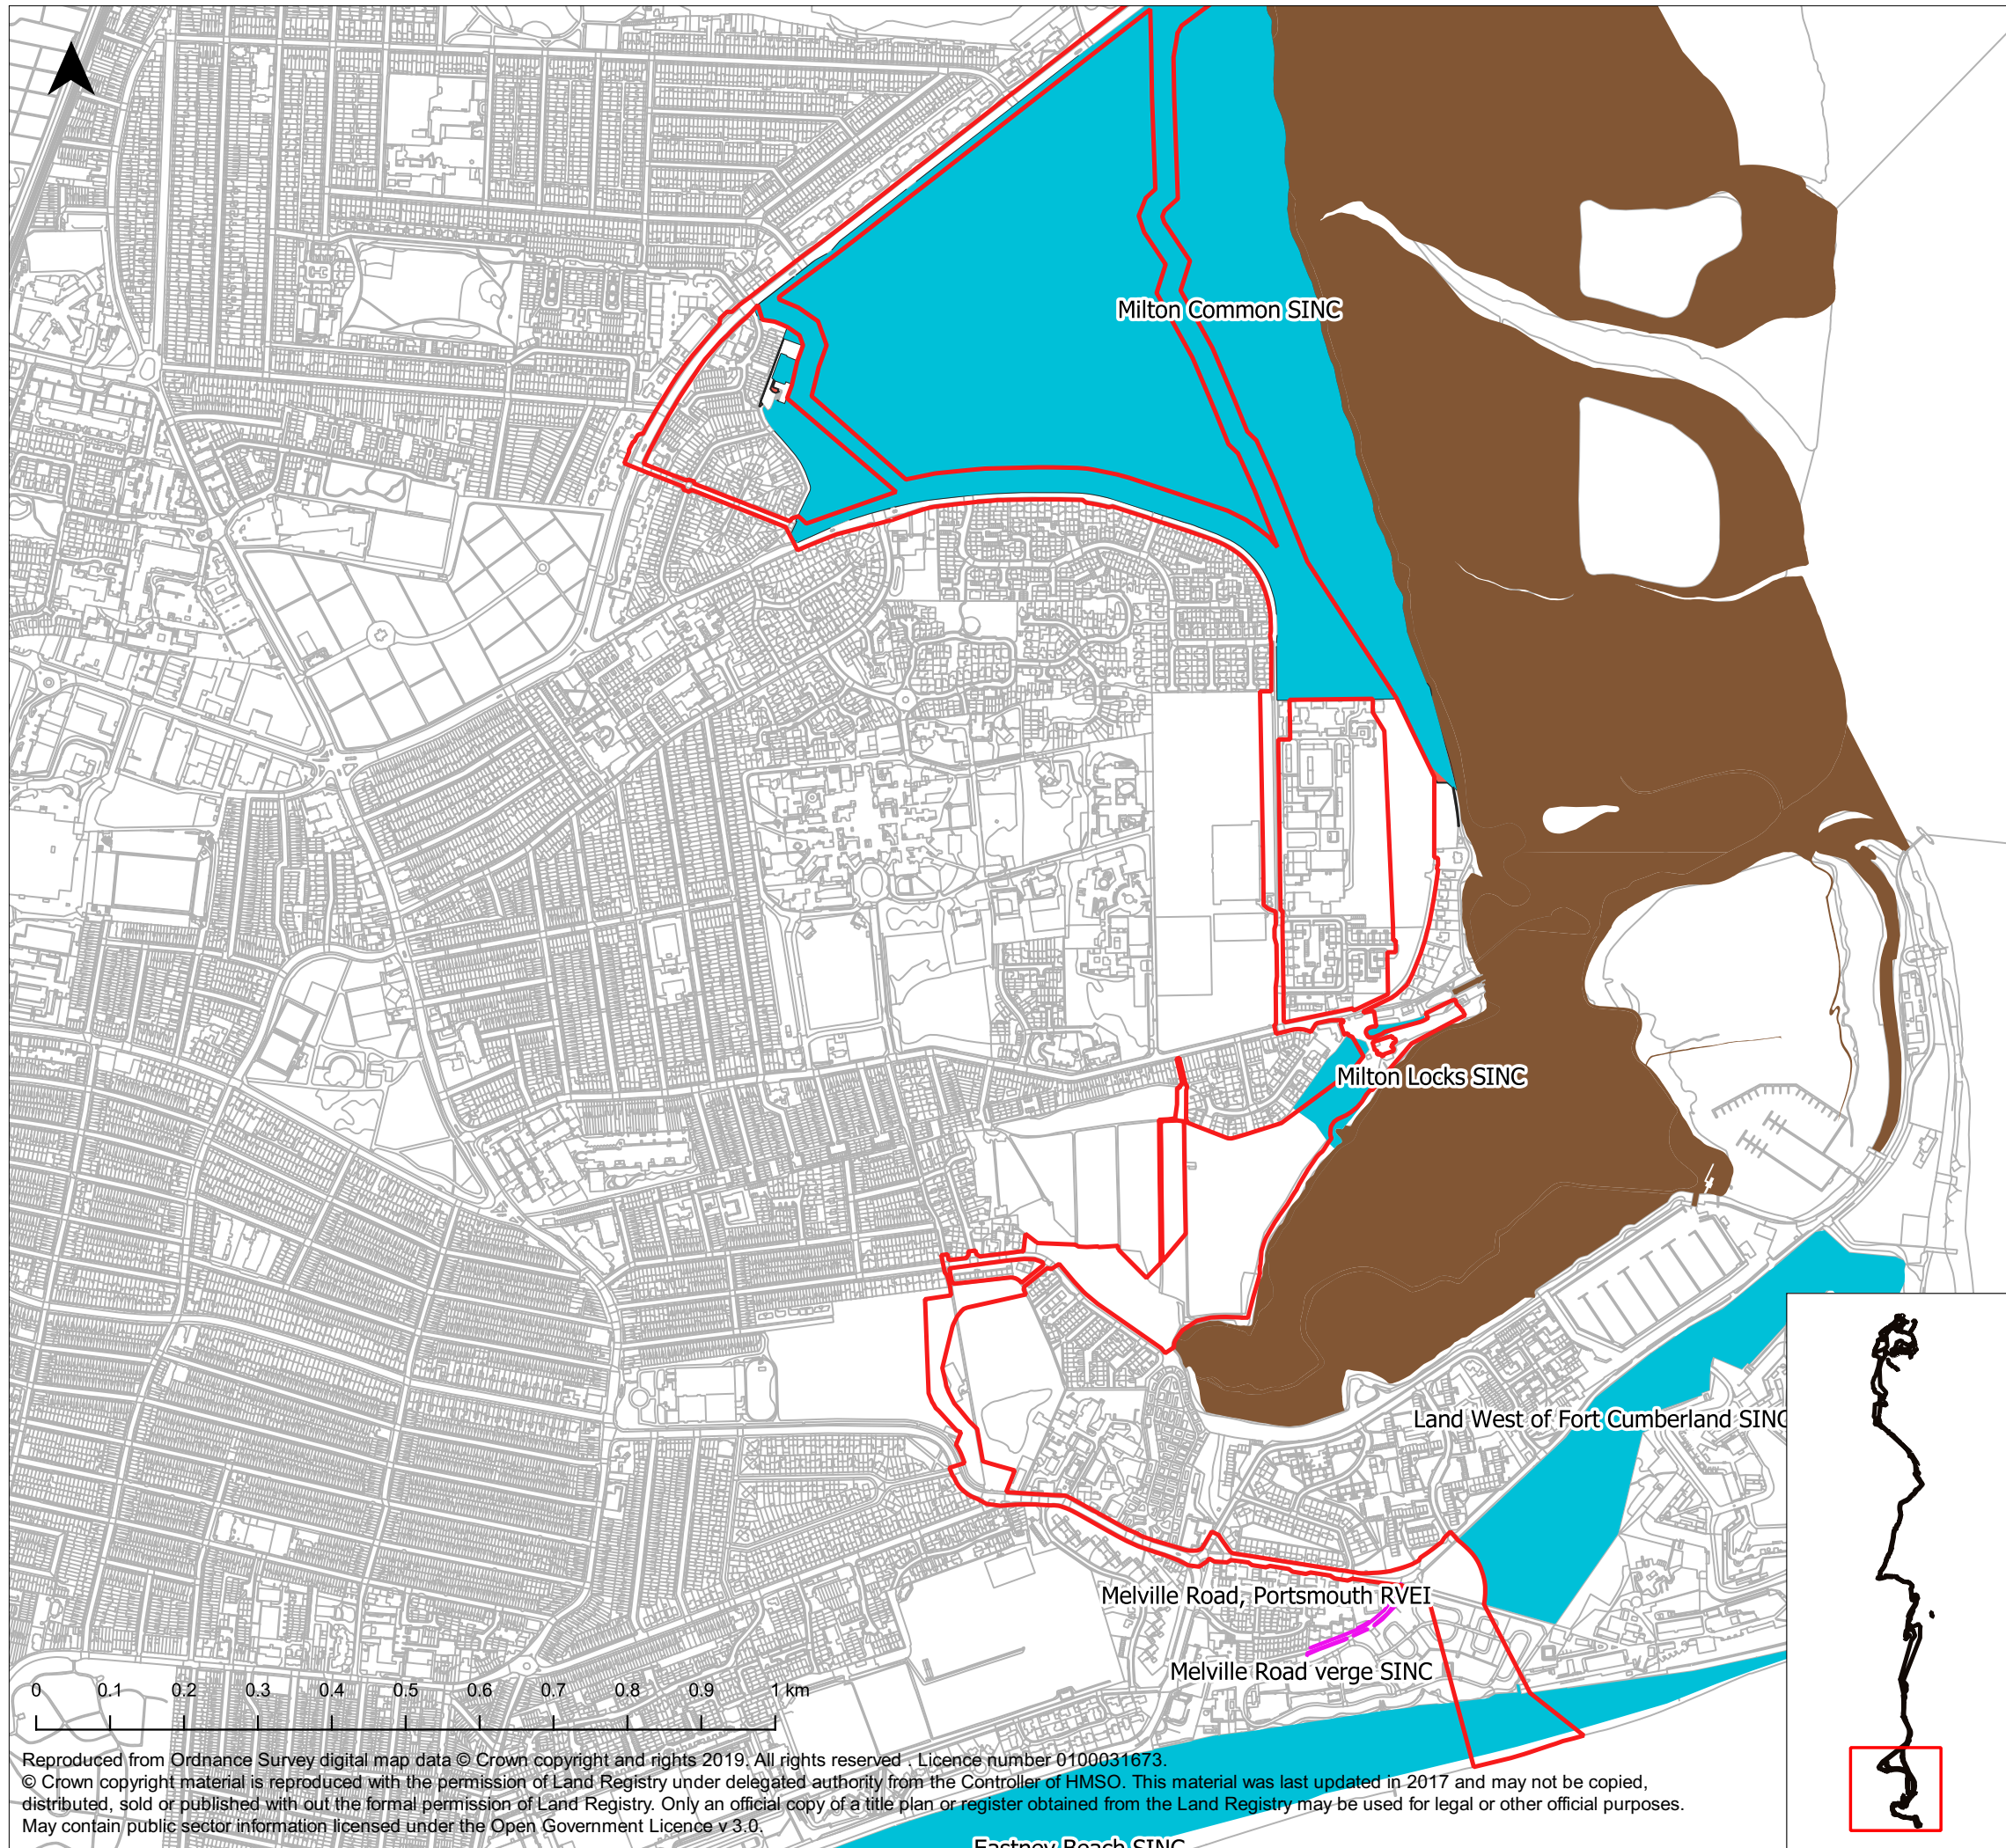 Milton Common SINC
Milton Locks SINC
Land West of Fort Cumberland SINC
Melville Road, Portsmouth RVEI
Melville Road verge SINC
0 0.1 0.2 0.3 0.4 0.5 0.6 0.7 0.8 0.9 1 km
Reproduced from Ordnance Survey digital map data © Crown copyright and rights 2019. All rights reserved . Licence number 0100031673.
© Crown copyright material is reproduced with the permission of Land Registry under delegated authority from the Controller of HMSO. This material was last updated in 2017 and may not be copied,
distributed, sold or published with out the formal permission of Land Registry. Only an official copy of a title plan or register obtained from the Land Registry may be used for legal or other official purposes.
May contain public sector information licensed under the Open Government Licence v 3.0.
Eastney Beach SINC